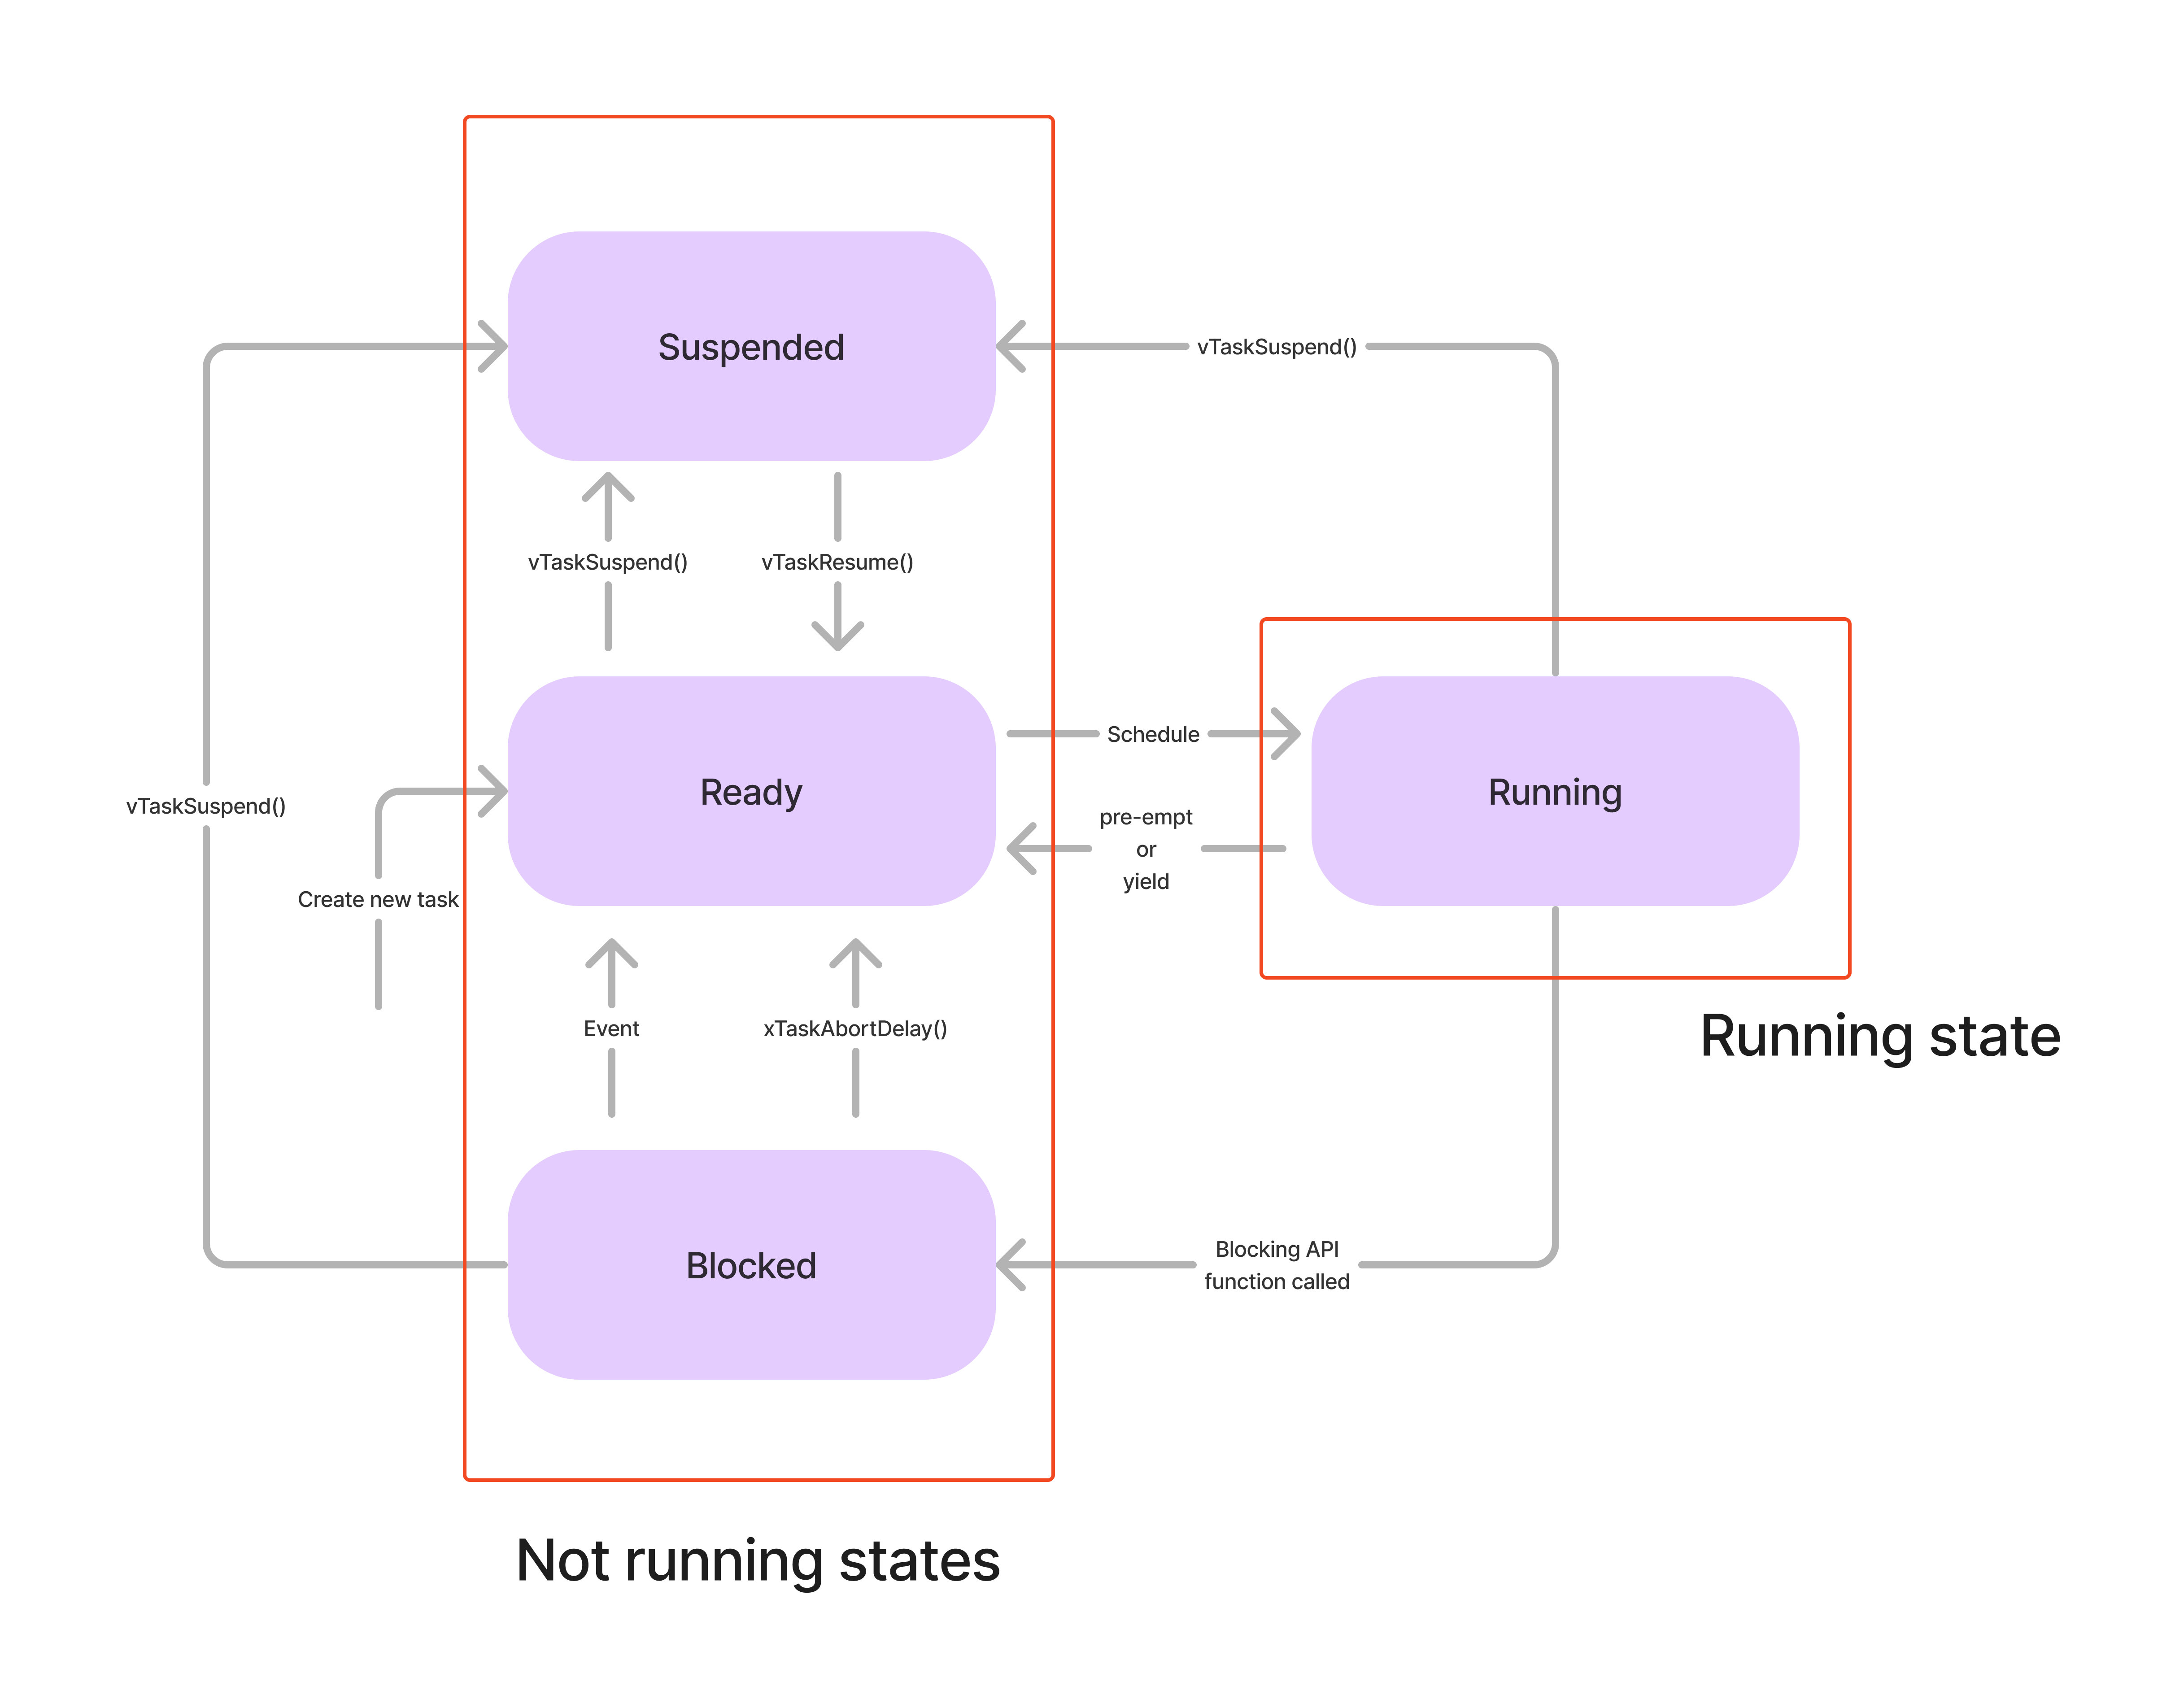 Suspended
vTaskSuspend()
vTaskSuspend()
vTaskResume()
Schedule
Ready
Running
vTaskSuspend()
pre-empt
or
yield
Create new task
Event
xTaskAbortDelay()
Running state
Blocked
Blocking API
function called
Not running states